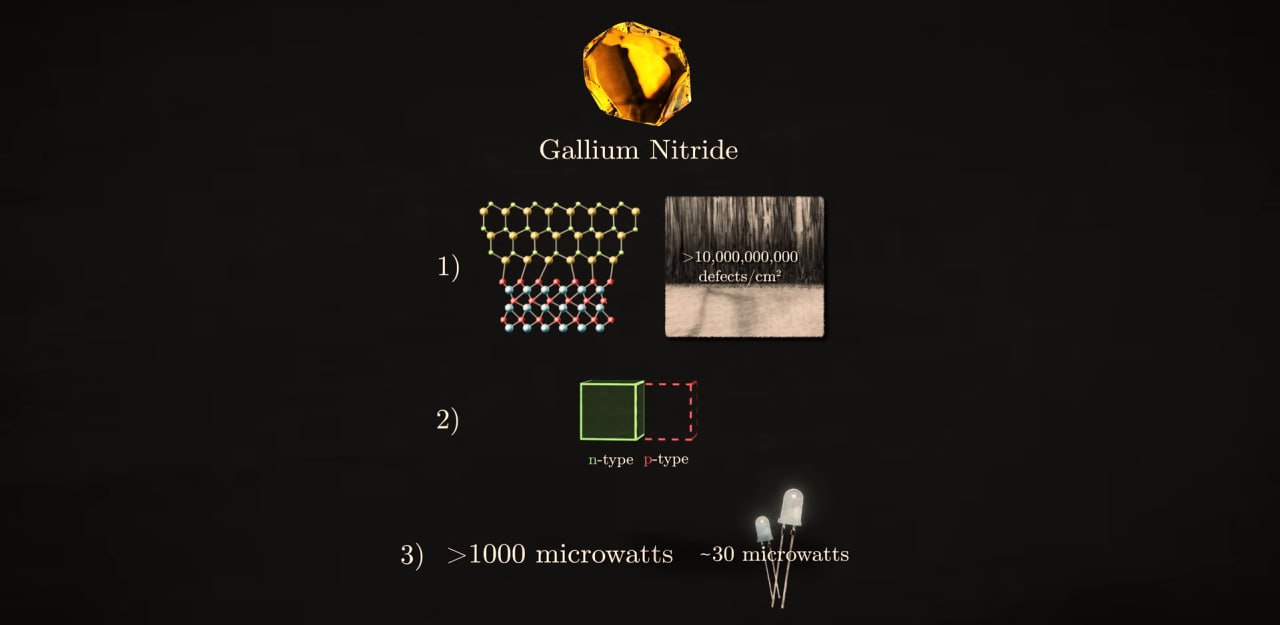 Gallium Nitride
1)
>10,000,000,000
defects/cm²
2)
n-type p-type
3) >1000 microwatts ~30 microwatts